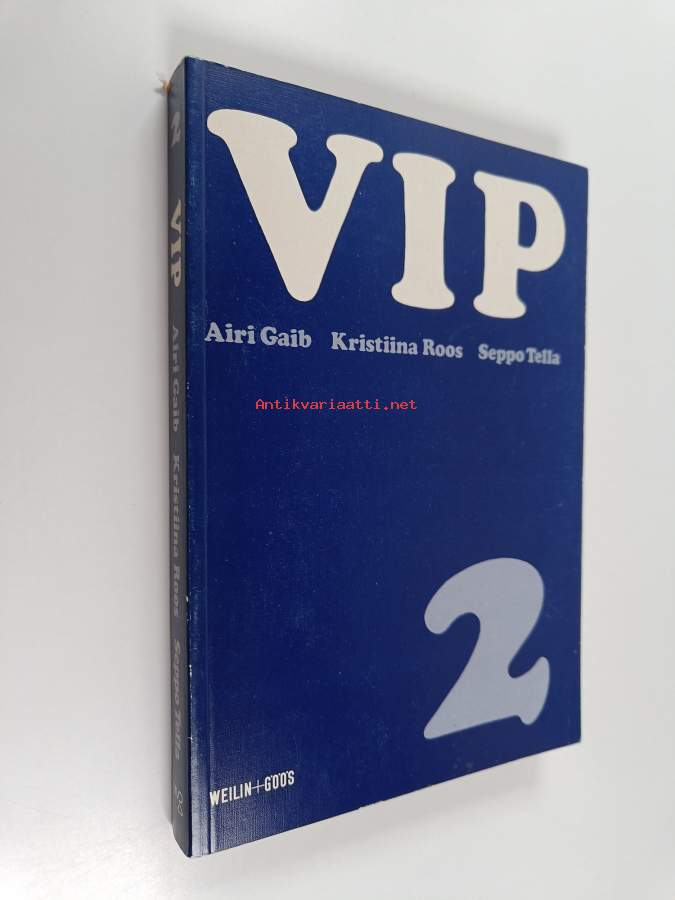 VIP
Airi Gaib Kristiina Roos Seppo Tella
Antikvariaatti.net
2
WEILIN+GÖÖS
2 VIP Airi Gaib Kristiina Roos Seppo Tella